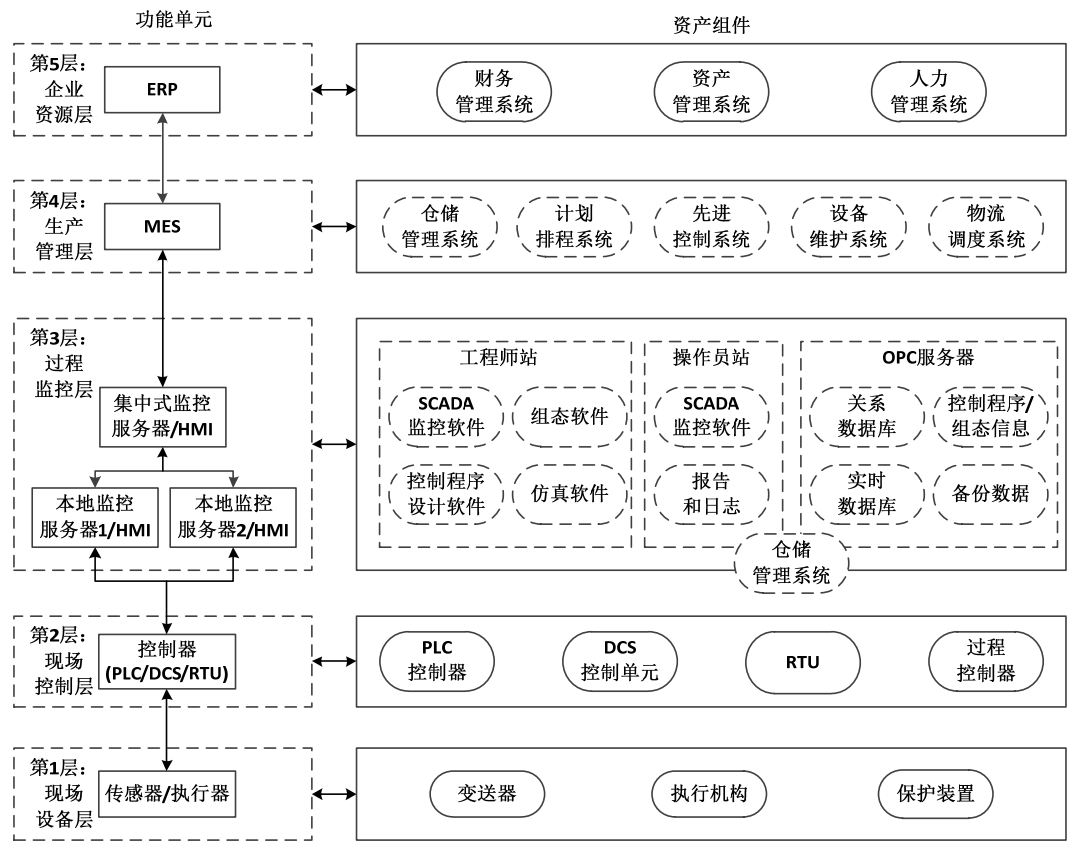 功能单元
资产组件
第5层：
企业
资源层
ERP
财务
管理系统
资产
管理系统
人力
管理系统
第4层：
生产
管理层
MES
仓储
管理系统
计划
排程系统
先进
控制系统
设备
维护系统
物流
调度系统
第3层：
过程
监控层
集中式监控
服务器/HMI
本地监控
服务器1/HMI
本地监控
服务器2/HMI
工程师站
SCADA
监控软件
组态软件
控制程序
设计软件
仿真软件
操作员站
SCADA
监控软件
报告
和日志
OPC服务器
关系
数据库
控制程序/
组态信息
实时
数据库
备份数据
仓储
管理系统
第2层：
现场
控制层
控制器
(PLC/DCS/RTU)
PLC
控制器
DCS
控制单元
RTU
过程
控制器
第1层：
现场
设备层
传感器/执行器
变送器
执行机构
保护装置